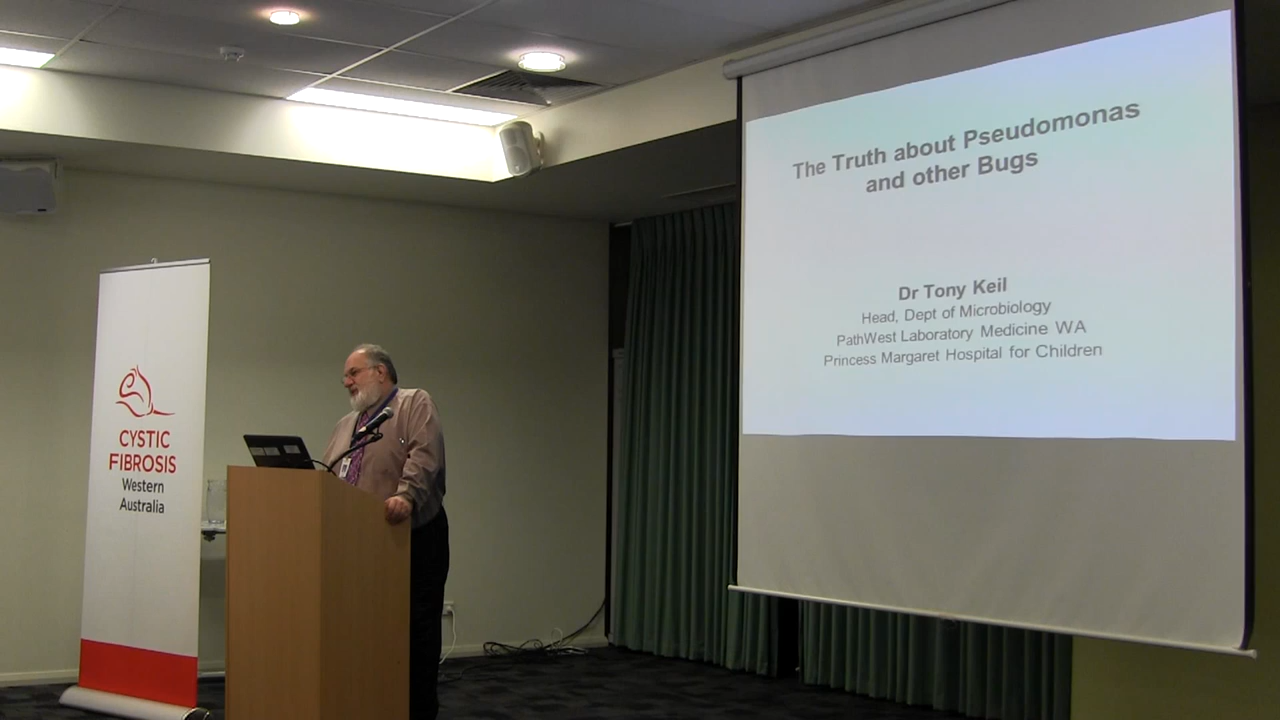 CYSTIC
FIBROSIS
Western
Australia
The Truth about Pseudomonas
and other Bugs
Dr Tony Keil
Head, Dept of Microbiology
PathWest Laboratory Medicine WA
Princess Margaret Hospital for Children